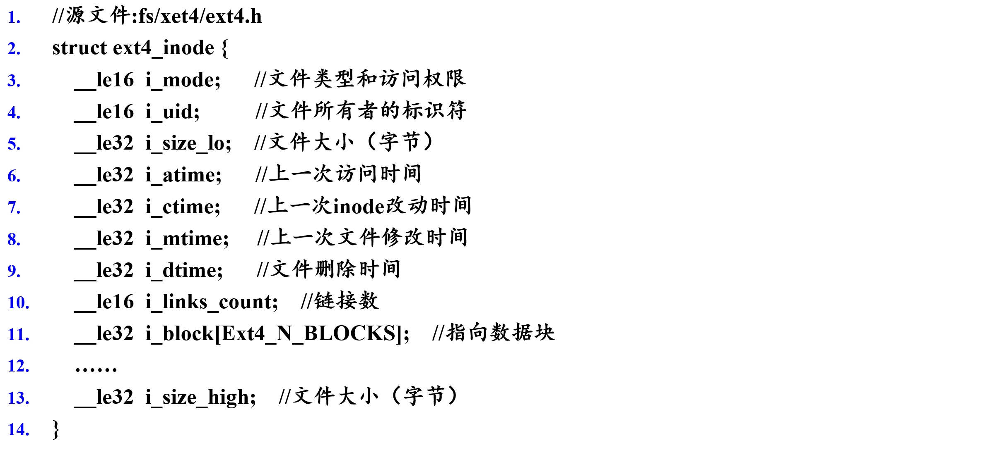 1. //源文件:fs/xet4/ext4.h
2. struct ext4_inode {
3. __le16 i_mode; //文件类型和访问权限
4. __le16 i_uid; //文件所有者的标识符
5. __le32 i_size_lo; //文件大小（字节）
6. __le32 i_atime; //上一次访问时间
7. __le32 i_ctime; //上一次inode改动时间
8. __le32 i_mtime; //上一次文件修改时间
9. __le32 i_dtime; //文件删除时间
10. __le16 i_links_count; //链接数
11. __le32 i_block[Ext4_N_BLOCKS]; //指向数据块
12. ……
13. __le32 i_size_high; //文件大小（字节）
14. }